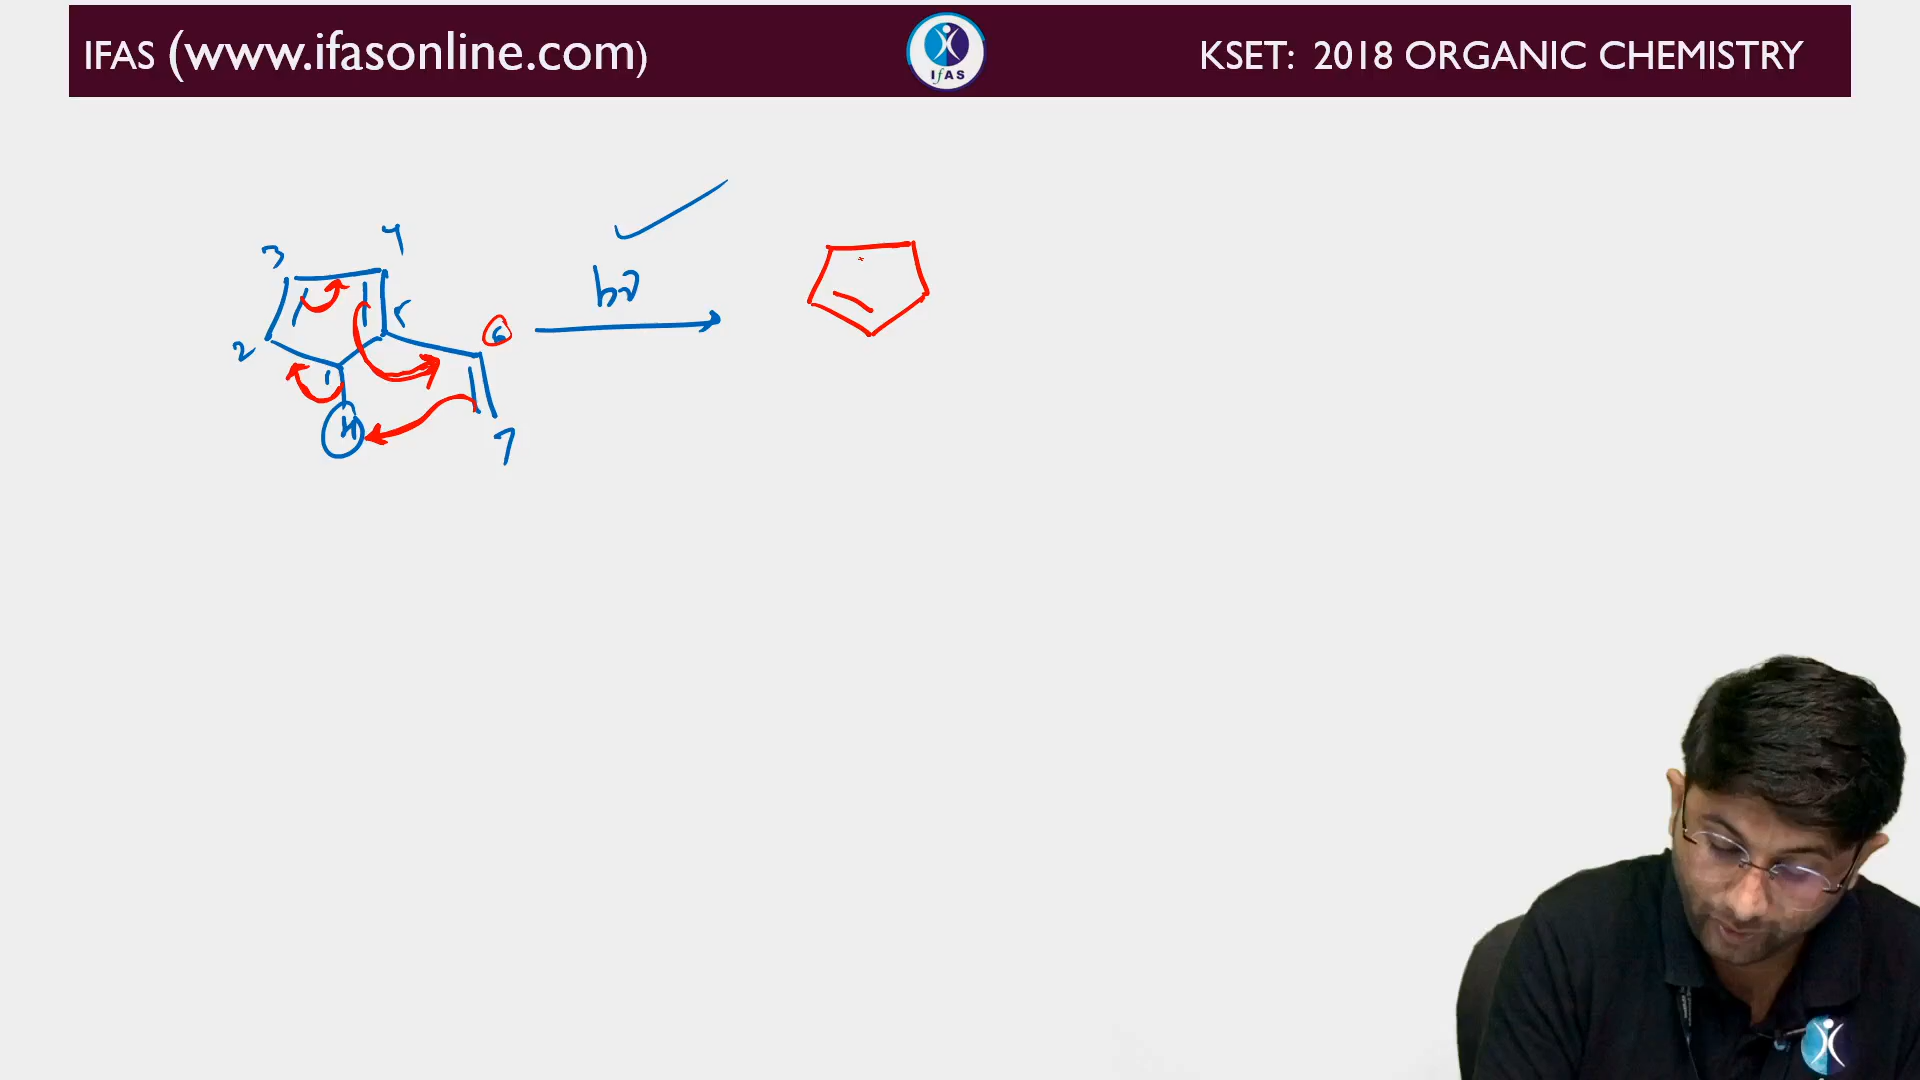 IFAS (www.ifasonline.com)
IfAS
KSET: 2018 ORGANIC CHEMISTRY
3
4
hν
5
6
2
1
H
7